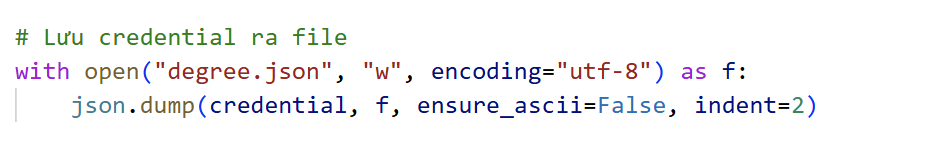 # Lưu credential ra file
with open("degree.json", "w", encoding="utf-8") as f:
    json.dump(credential, f, ensure_ascii=False, indent=2)